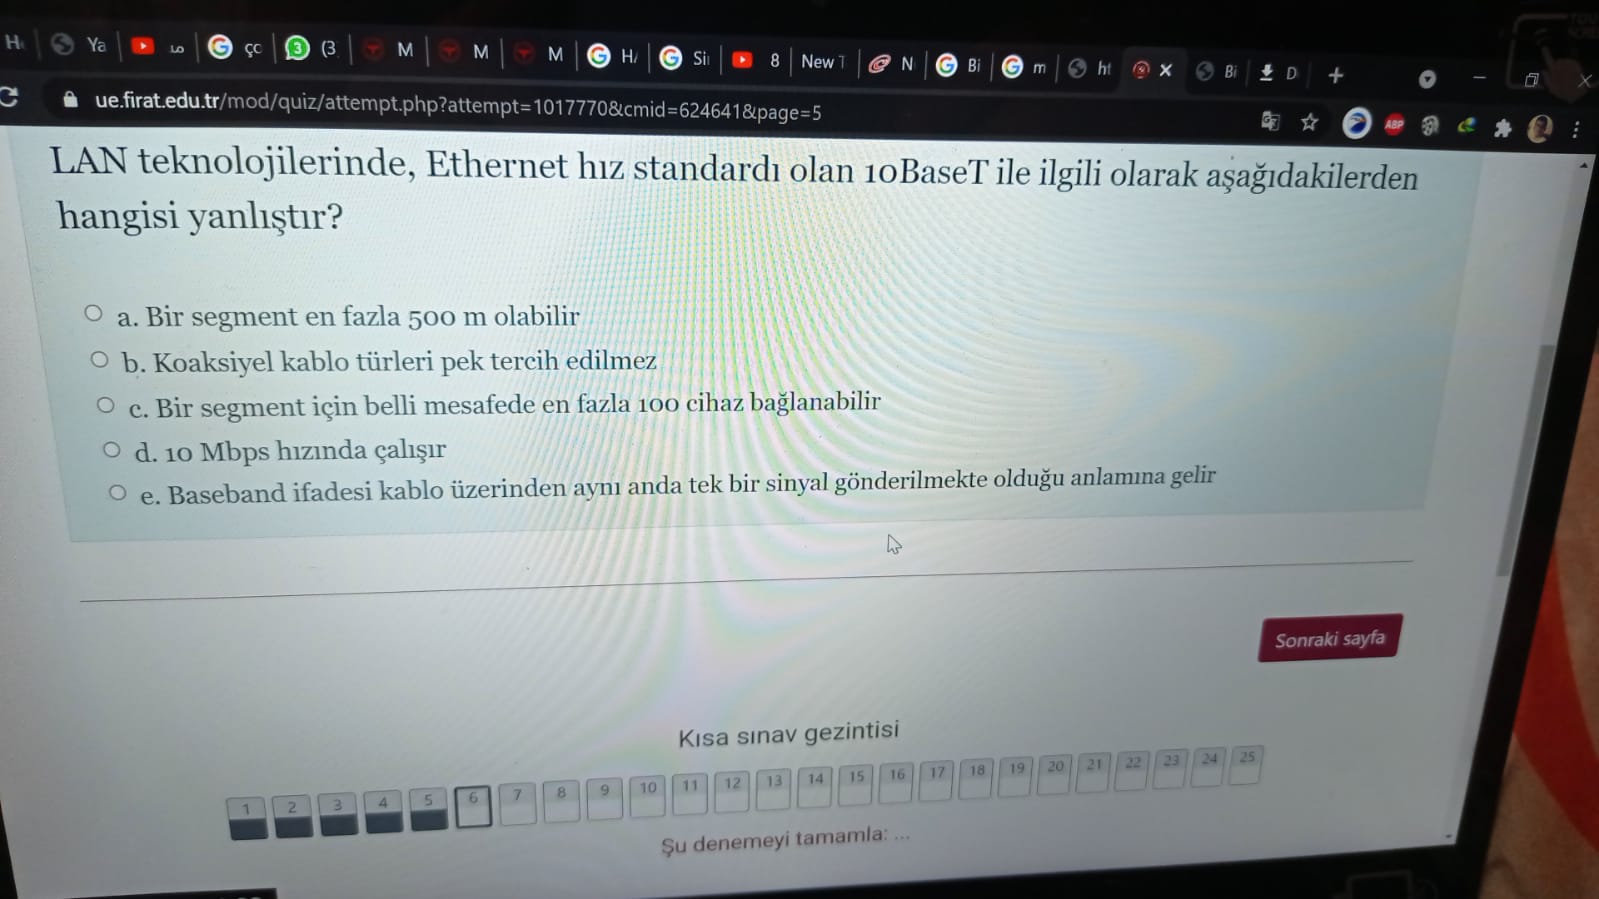 Ya
ço
3
(3
M
M
M
H
8
New T
N
Bi
m
ht
Bi
D
ue.firat.edu.tr/mod/quiz/attempt.php?attempt=1017770&cmid=624641&page=5
ABP
LAN teknolojilerinde, Ethernet hız standardı olan 10BaseT ile ilgili olarak aşağıdakilerden
hangisi yanlıştır?
a. Bir segment en fazla 500 m olabilir
b. Koaksiyel kablo türleri pek tercih edilmez
c. Bir segment için belli mesafede en fazla 100 cihaz bağlanabilir
d. 10 Mbps hızında çalışır
e. Baseband ifadesi kablo üzerinden aynı anda tek bir sinyal gönderilmekte olduğu anlamına gelir
Sonraki sayfa
Kısa sınav gezintisi
1 2 3 4 5 6 7 8 9 10 11 12 13 14 15 16 17 18 19 20 21 22 23 24 25
Şu denemeyi tamamla: ...